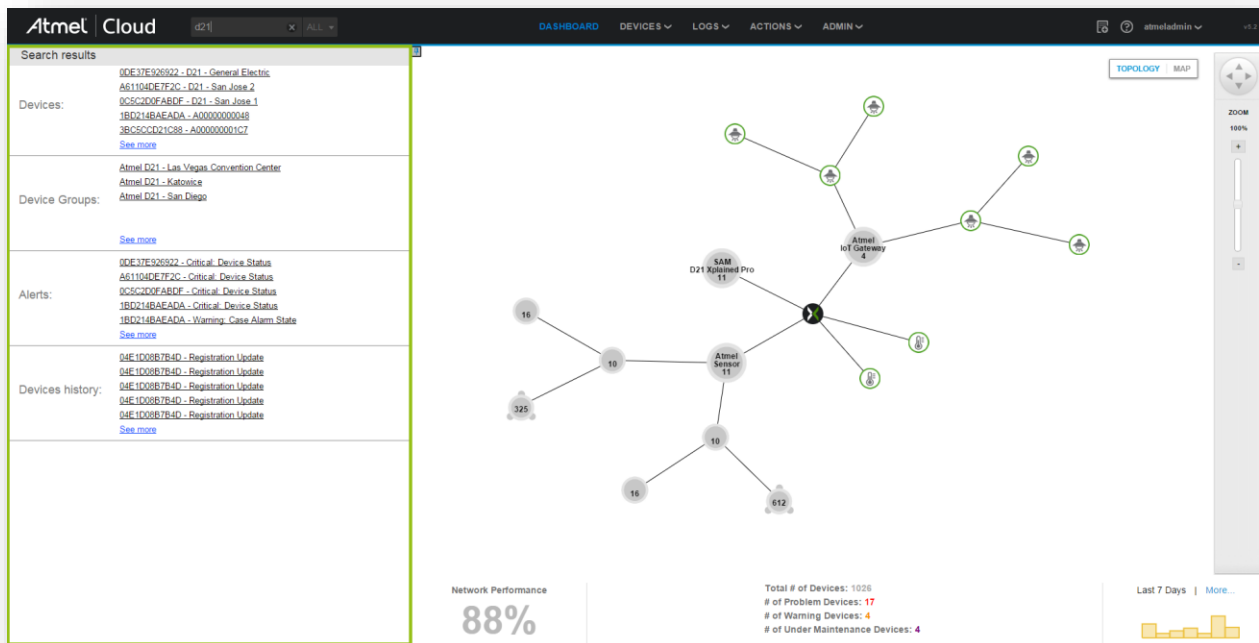 Atmel | Cloud
d21
ALL
DASHBOARD
DEVICES
LOGS
ACTIONS
ADMIN
atmeladmin
v5.2
Search results
Devices:
0DE37E926922 - D21 - General Electric
A61104DE7F2C - D21 - San Jose 2
0C5C2D0FABDF - D21 - San Jose 1
1BD214BAEADA - A00000000048
3BC5CCD21C88 - A000000001C7
See more
Device Groups:
Atmel D21 - Las Vegas Convention Center
Atmel D21 - Katowice
Atmel D21 - San Diego
See more
Alerts:
0DE37E926922 - Critical: Device Status
A61104DE7F2C - Critical: Device Status
0C5C2D0FABDF - Critical: Device Status
1BD214BAEADA - Critical: Device Status
1BD214BAEADA - Warning: Case Alarm State
See more
Devices history:
04E1D08B7B4D - Registration Update
04E1D08B7B4D - Registration Update
04E1D08B7B4D - Registration Update
04E1D08B7B4D - Registration Update
04E1D08B7B4D - Registration Update
See more
TOPOLOGY | MAP
ZOOM
100%
+
-
Atmel
IoT Gateway
4
SAM
D21 Xplained Pro
11
16
10
Atmel
Sensor
11
325
10
16
612
Network Performance
88%
Total # of Devices: 1026
# of Problem Devices: 17
# of Warning Devices: 4
# of Under Maintenance Devices: 4
Last 7 Days | More...